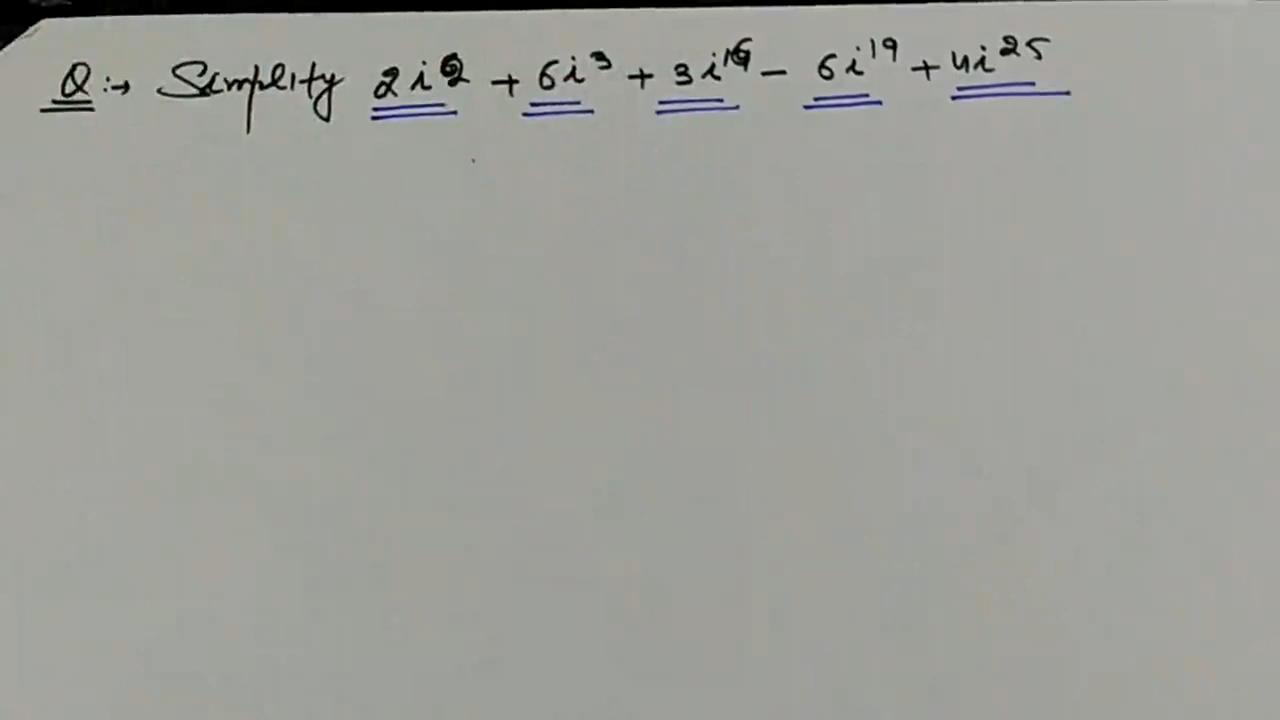 Q:→ Simplify 2i² + 6i³ + 3i¹⁶ - 6i¹⁹ + 4i²⁵